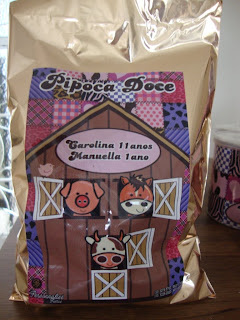 Pipoca Doce
Carolina 11anos
Manuella 1ano